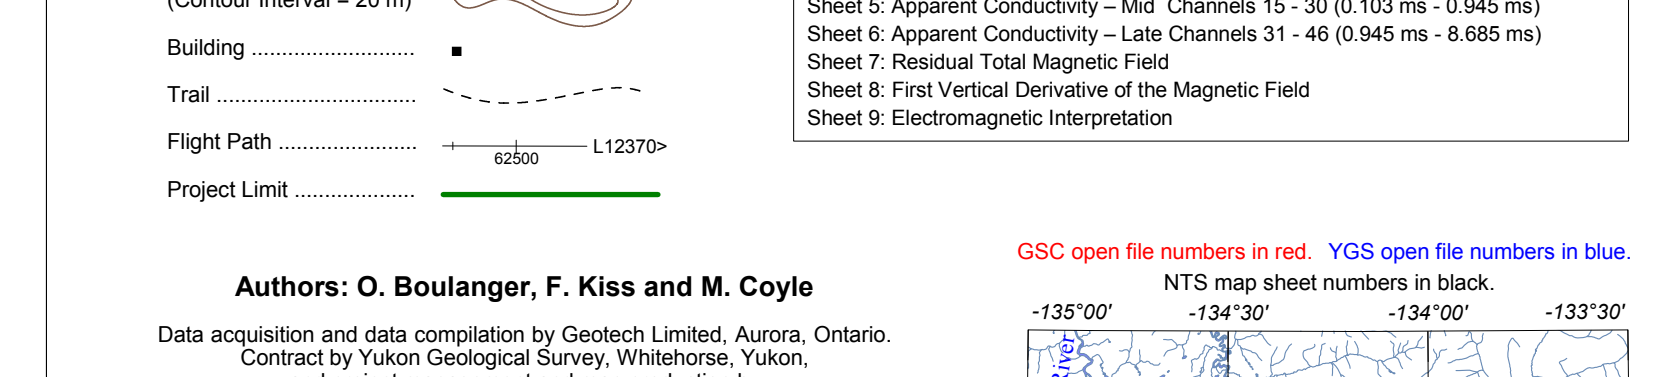 (Contour Interval = 20 m)
Building ...........................
Trail .................................
Flight Path .......................
62500
L12370>
Project Limit ....................
Sheet 5: Apparent Conductivity – Mid Channels 15 - 30 (0.103 ms - 0.945 ms)
Sheet 6: Apparent Conductivity – Late Channels 31 - 46 (0.945 ms - 8.685 ms)
Sheet 7: Residual Total Magnetic Field
Sheet 8: First Vertical Derivative of the Magnetic Field
Sheet 9: Electromagnetic Interpretation
Authors: O. Boulanger, F. Kiss and M. Coyle
Data acquisition and data compilation by Geotech Limited, Aurora, Ontario.
Contract by Yukon Geological Survey, Whitehorse, Yukon,
GSC open file numbers in red. YGS open file numbers in blue.
NTS map sheet numbers in black.
-135°00' -134°30' -134°00' -133°30'
River